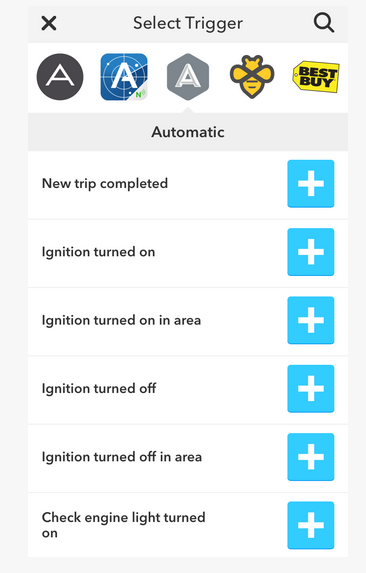 Select Trigger
A
A
N
A
BEST
BUY
Automatic
New trip completed
Ignition turned on
Ignition turned on in area
Ignition turned off
Ignition turned off in area
Check engine light turned
on